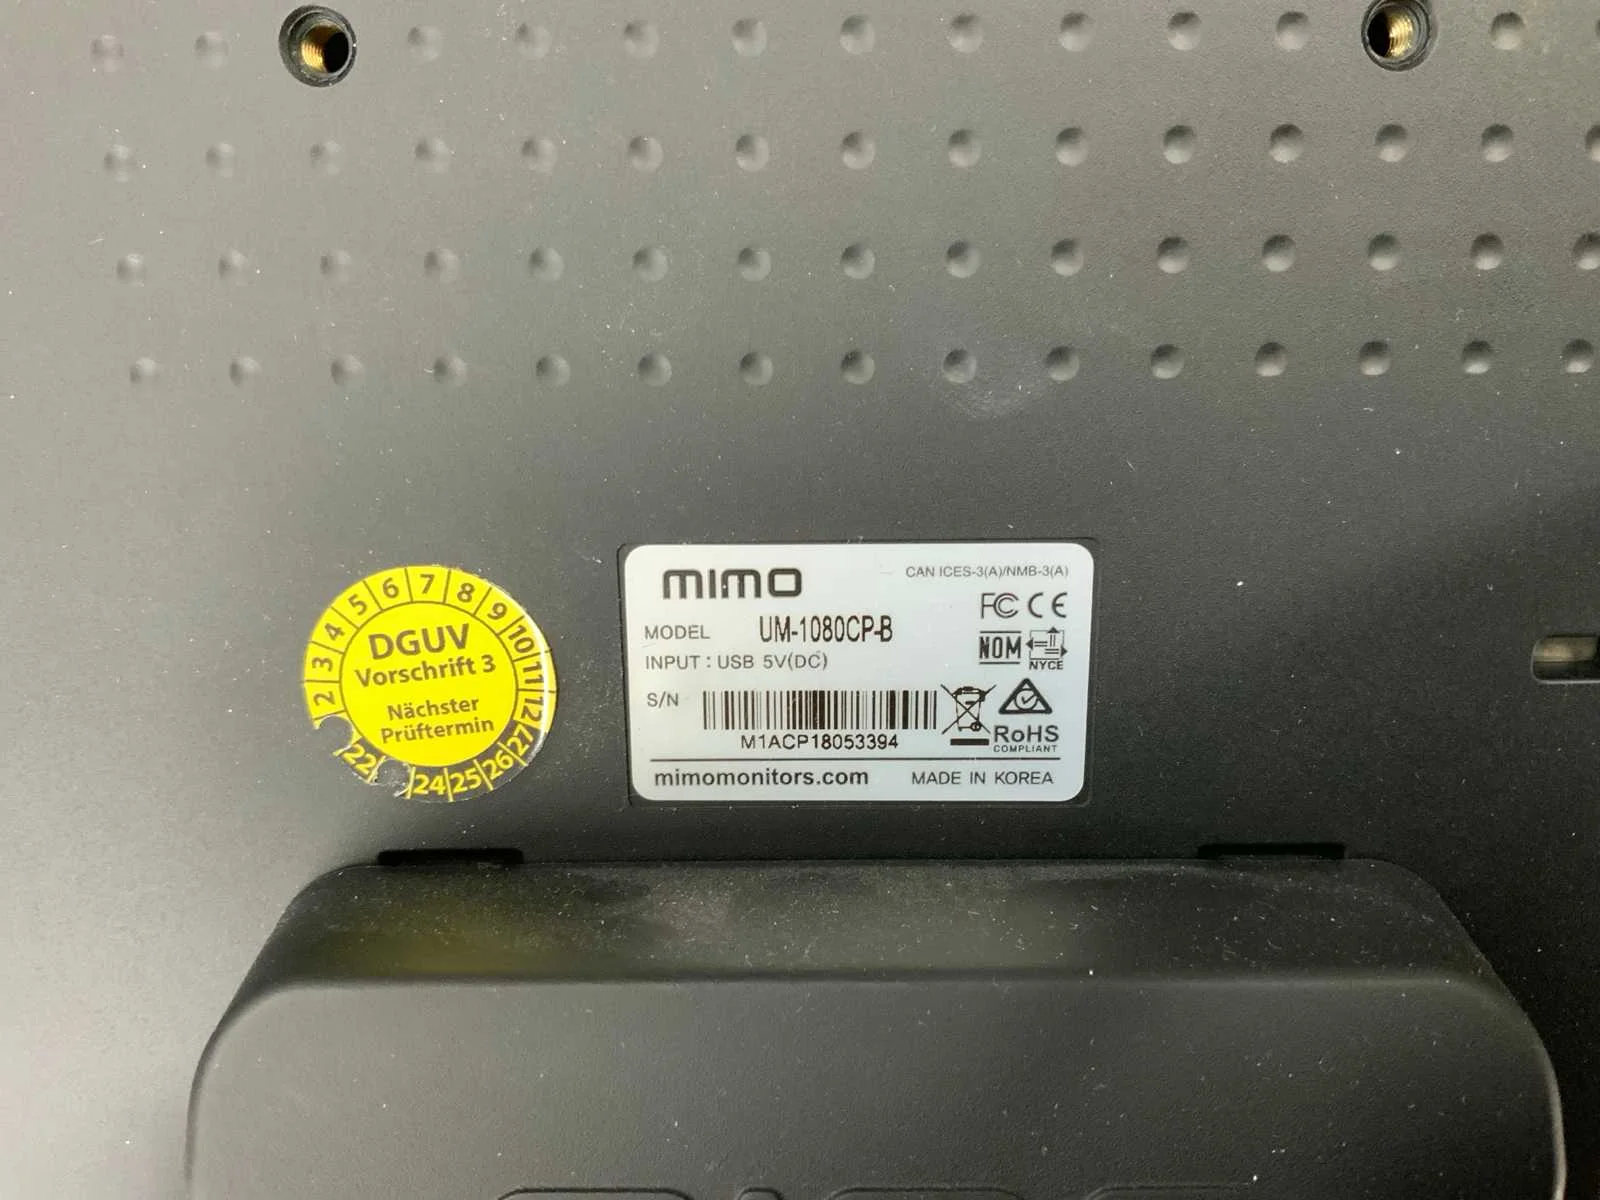 DGUV
Vorschrift 3
Nächster
Prüftermin
2 3 4 5 6 7 8 9 10 11 12
22 24 25 26 27
mimo
CAN ICES-3(A)/NMB-3(A)
MODEL UM-1080CP-B
FC CE
INPUT : USB 5V(DC)
NOM
NYCE
S/N
M1ACP18053394
RoHS
COMPLIANT
mimomonitors.com
MADE IN KOREA